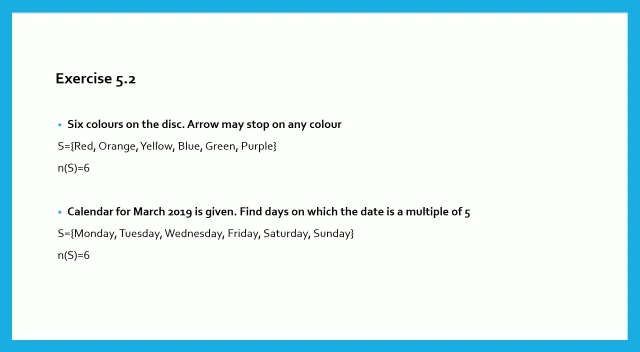 Exercise 5.2
• Six colours on the disc. Arrow may stop on any colour
S={Red, Orange, Yellow, Blue, Green, Purple}
n(S)=6
• Calendar for March 2019 is given. Find days on which the date is a multiple of 5
S={Monday, Tuesday, Wednesday, Friday, Saturday, Sunday}
n(S)=6